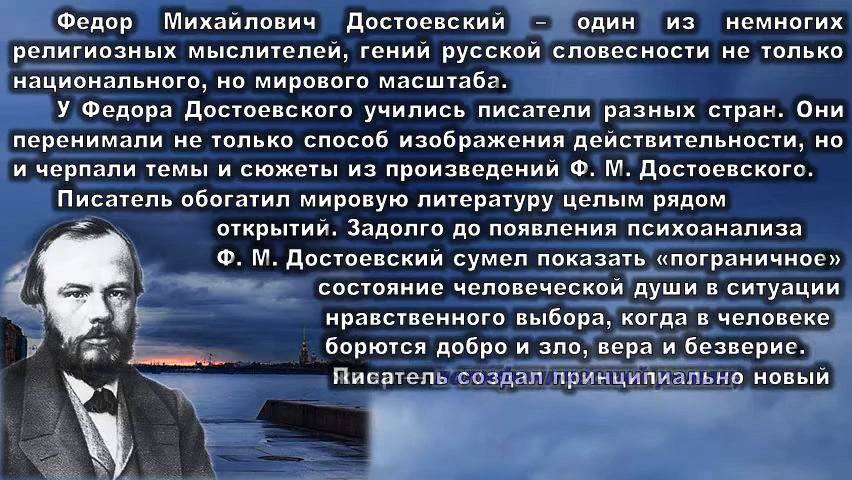 Федор Михайлович Достоевский – один из немногих
религиозных мыслителей, гений русской словесности не только
национального, но мирового масштаба.
У Федора Достоевского учились писатели разных стран. Они
перенимали не только способ изображения действительности, но
и черпали темы и сюжеты из произведений Ф. М. Достоевского.
Писатель обогатил мировую литературу целым рядом
открытий. Задолго до появления психоанализа
Ф. М. Достоевский сумел показать «пограничное»
состояние человеческой души в ситуации
нравственного выбора, когда в человеке
борются добро и зло, вера и безверие.
Писатель создал принципиально новый